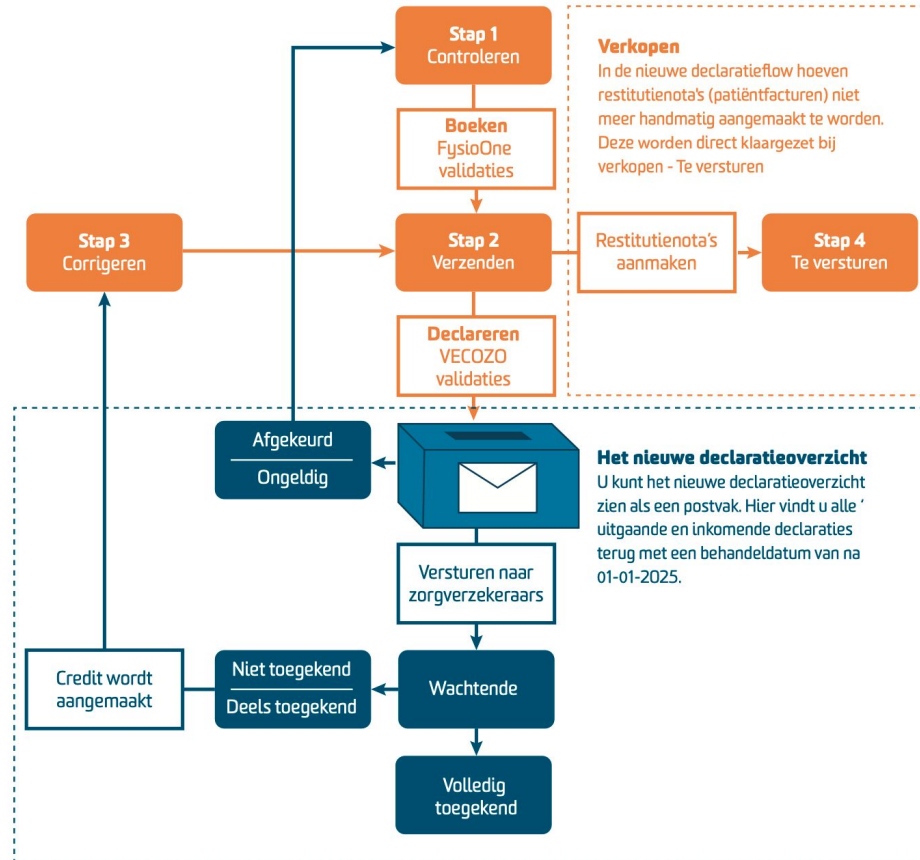 Stap 1
Controleren
Verkopen
In de nieuwe declaratieflow hoeven
restitutienota's (patiëntfacturen) niet
meer handmatig aangemaakt te worden.
Deze worden direct klaargezet bij
verkopen - Te versturen
Boeken
FysioOne
validaties
Stap 3
Corrigeren
Stap 2
Verzenden
Restitutienota's
aanmaken
Stap 4
Te versturen
Declareren
VECOZO
validaties
Afgekeurd
Ongeldig
Het nieuwe declaratieoverzicht
U kunt het nieuwe declaratieoverzicht
zien als een postvak. Hier vindt u alle '
uitgaande en inkomende declaraties
terug met een behandeldatum van na
01-01-2025.
Versturen naar
zorgverzekeraars
Credit wordt
aangemaakt
Niet toegekend
Deels toegekend
Wachtende
Volledig
toegekend